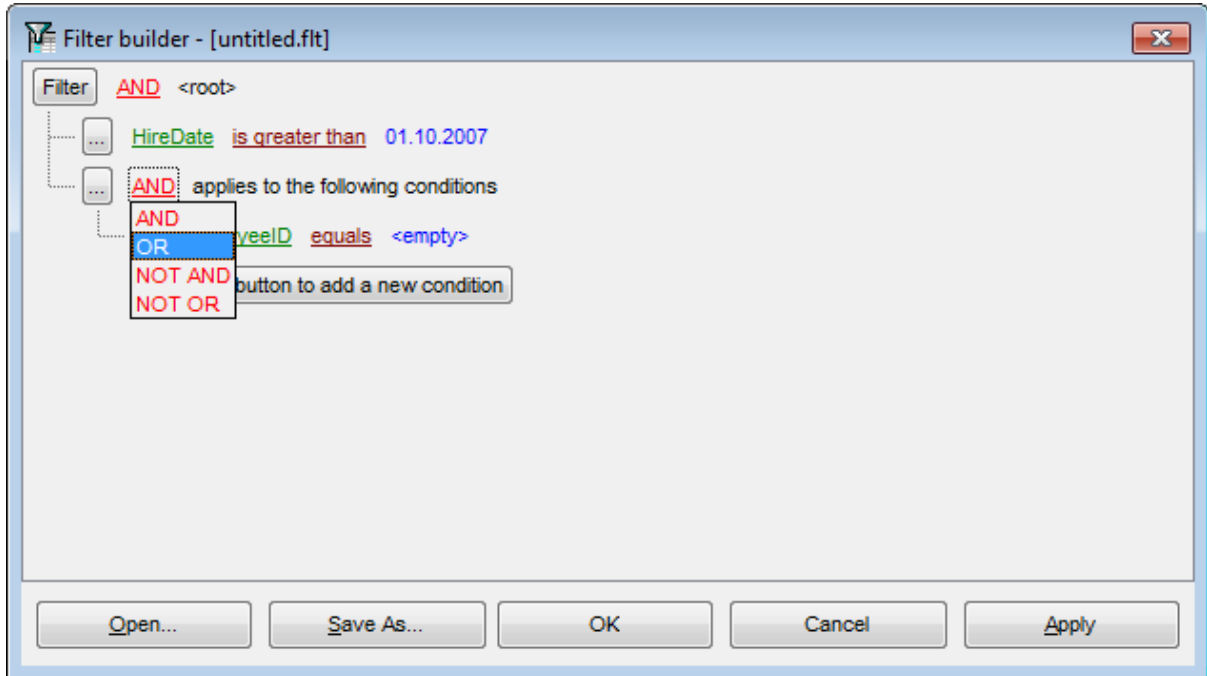 Filter builder - [untitled.flt]
Filter AND <root>
... HireDate is greater than 01.10.2007
... AND applies to the following conditions
AND
yeeID equals <empty>
OR
NOT AND
button to add a new condition
NOT OR
Open... Save As... OK Cancel Apply